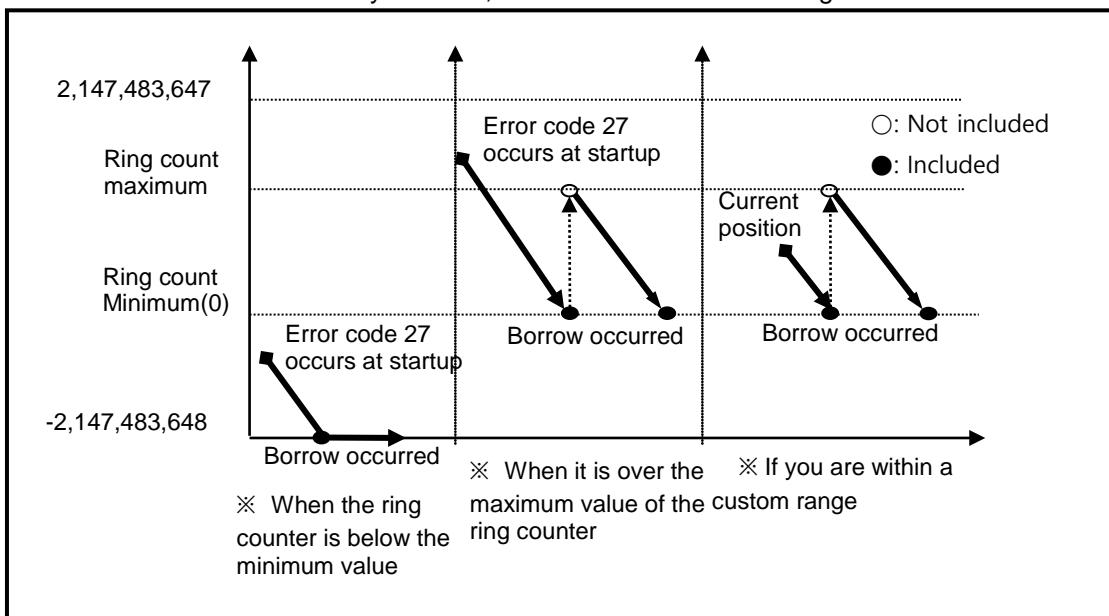 2,147,483,647
Ring count
maximum
Ring count
Minimum(0)
-2,147,483,648
Error code 27
occurs at startup
Borrow occurred
※ When the ring
counter is below the
minimum value
Error code 27
occurs at startup
Borrow occurred
※ When it is over the
maximum value of the
ring counter
○: Not included
●: Included
Current
position
Borrow occurred
※ If you are within a
custom range